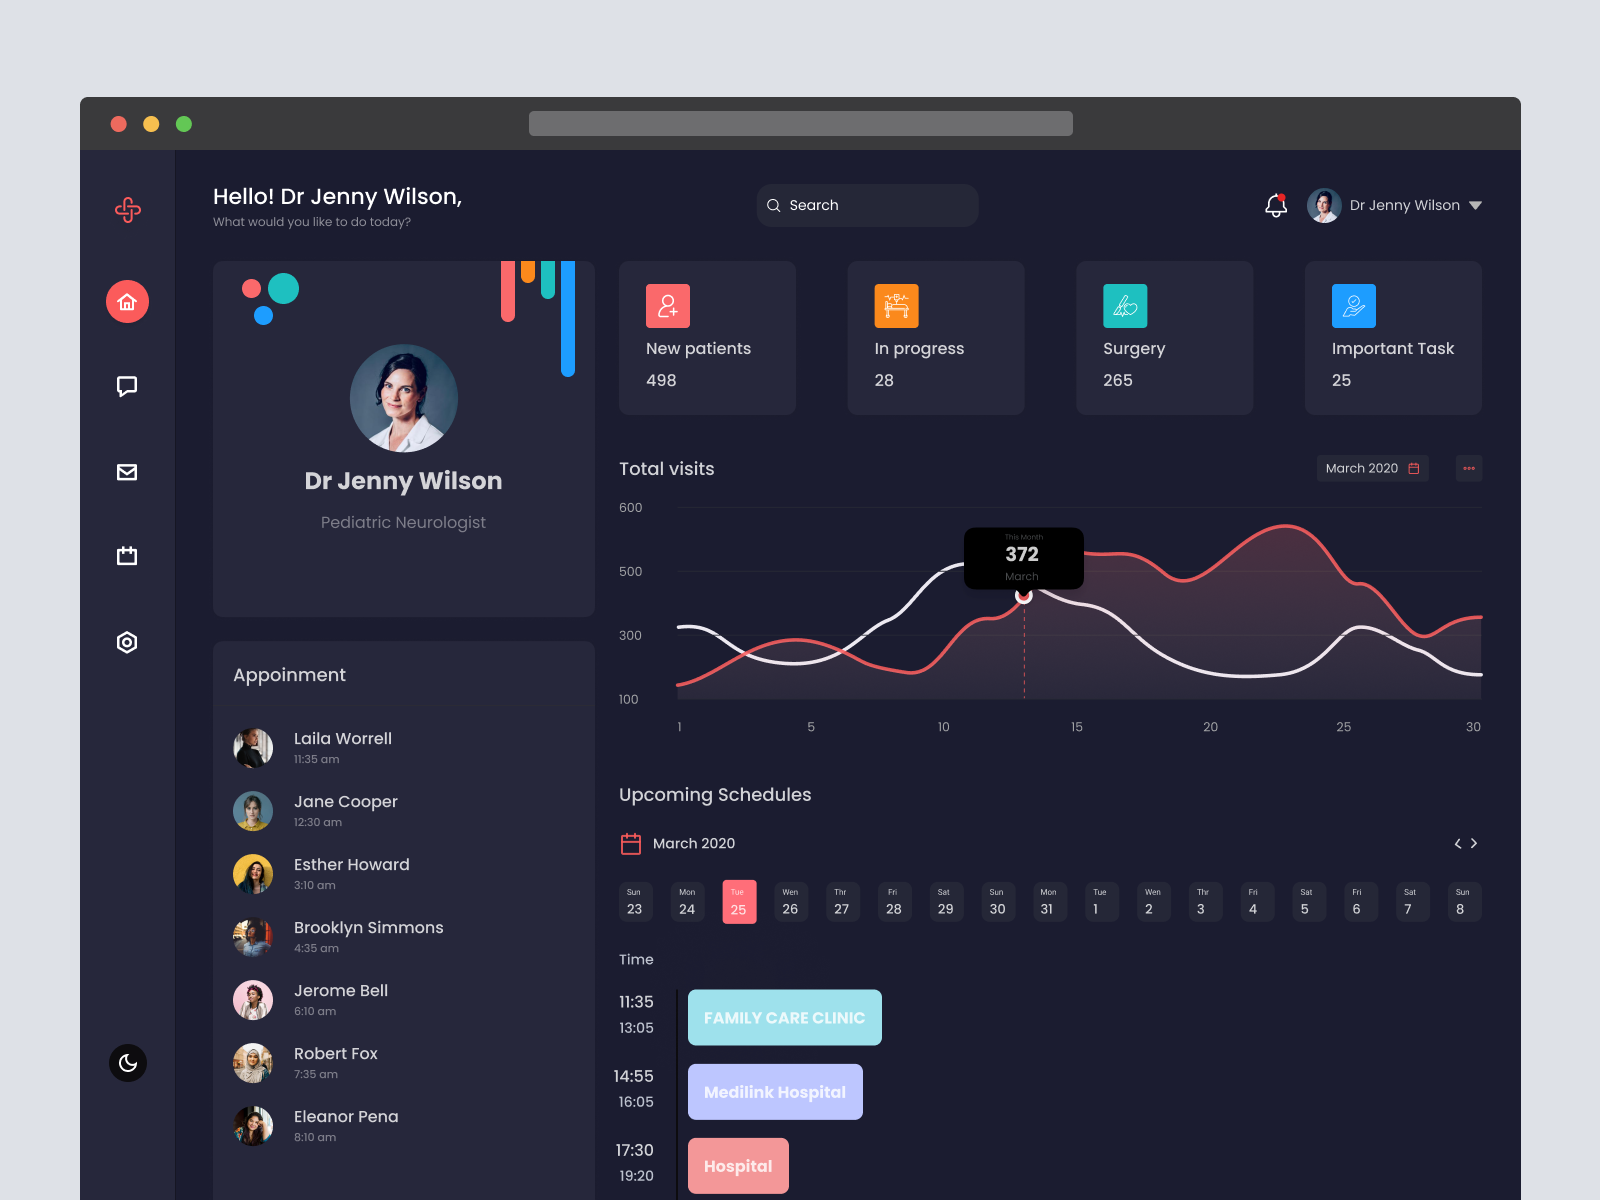 Hello! Dr Jenny Wilson,
What would you like to do today?
Search
Dr Jenny Wilson
Dr Jenny Wilson
Pediatric Neurologist
New patients
498
In progress
28
Surgery
265
Important Task
25
Total visits
March 2020
600
500
300
100
This Month
372
March
1 5 10 15 20 25 30
Appoinment
Laila Worrell
11:35 am
Jane Cooper
12:30 am
Esther Howard
3:10 am
Brooklyn Simmons
4:35 am
Jerome Bell
6:10 am
Robert Fox
7:35 am
Eleanor Pena
8:10 am
Upcoming Schedules
March 2020
Sun Mon Tue Wen Thr Fri Sat Sun Mon Tue Wen Thr Fri Sat Fri Sat Sun
23 24 25 26 27 28 29 30 31 1 2 3 4 5 6 7 8
Time
11:35
13:05
FAMILY CARE CLINIC
14:55
16:05
Medilink Hospital
17:30
19:20
Hospital